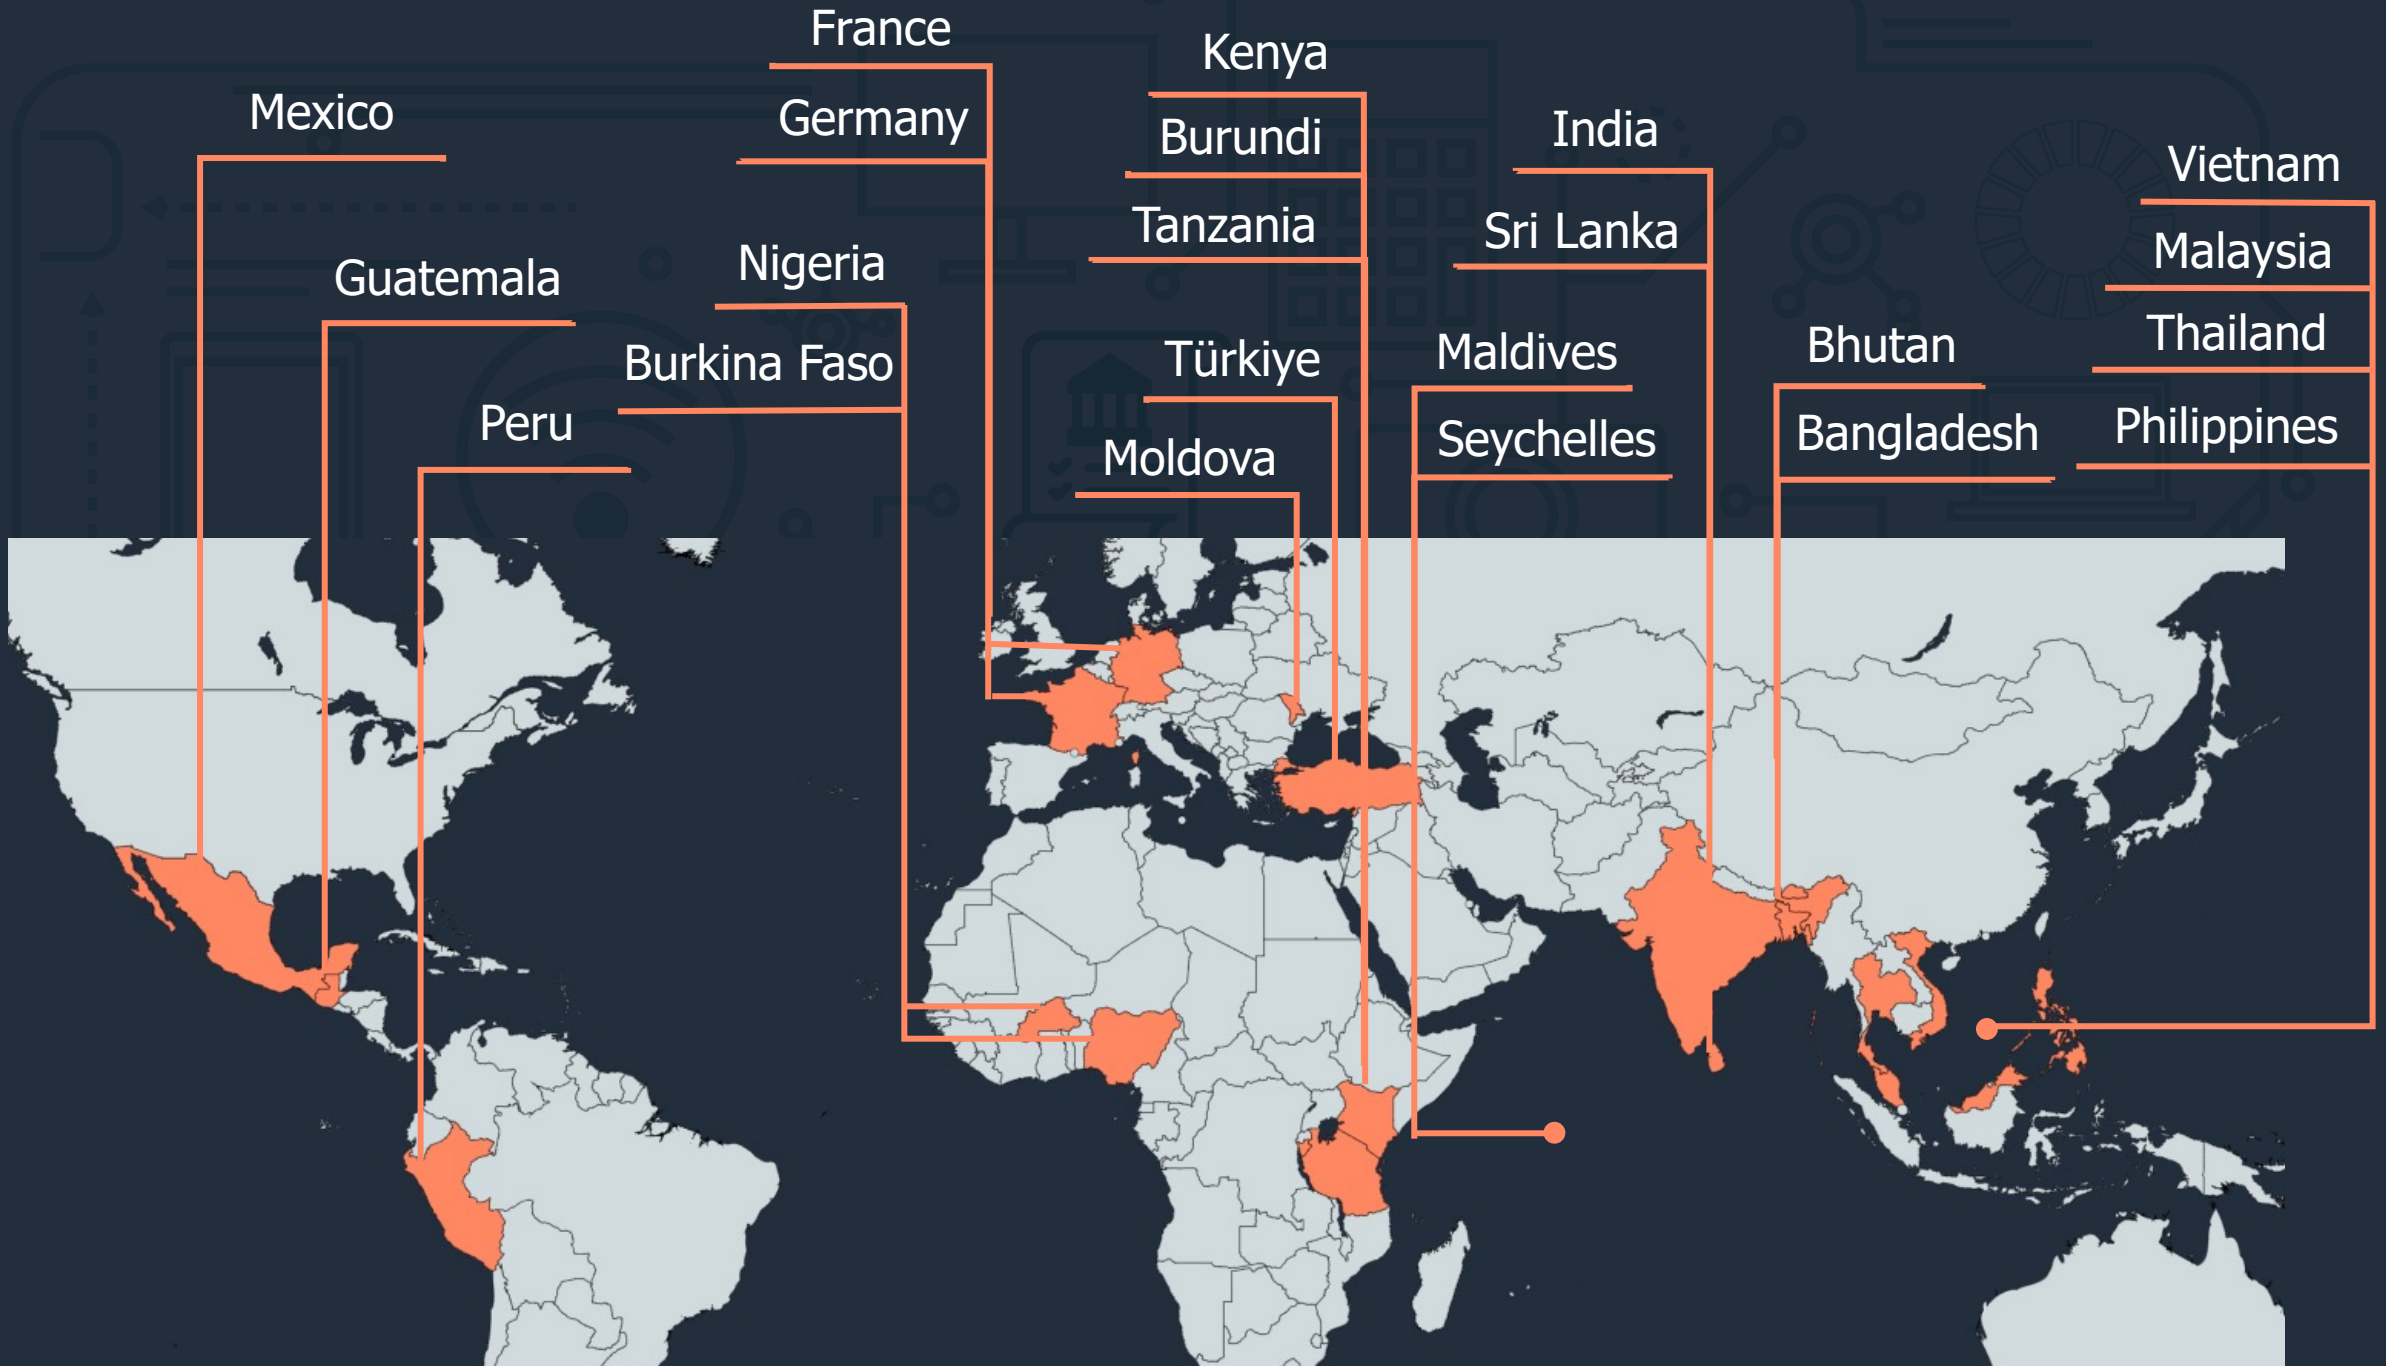 France
Kenya
Mexico
Germany
Burundi
India
Vietnam
Tanzania
Sri Lanka
Malaysia
Guatemala
Nigeria
Thailand
Burkina Faso
Türkiye
Maldives
Bhutan
Peru
Moldova
Seychelles
Bangladesh
Philippines